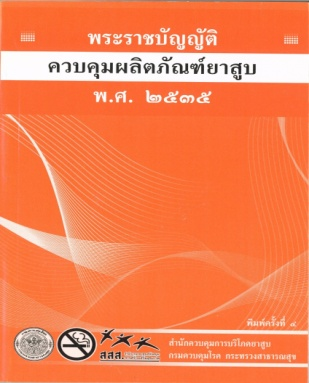 พระราชบัญญัติ
ควบคุมผลิตภัณฑ์ยาสูบ
พ.ศ. ๒๕๓๕
พิมพ์ครั้งที่ ๔
สสส.
สำนักควบคุมการบริโภคยาสูบ
กรมควบคุมโรค กระทรวงสาธารณสุข